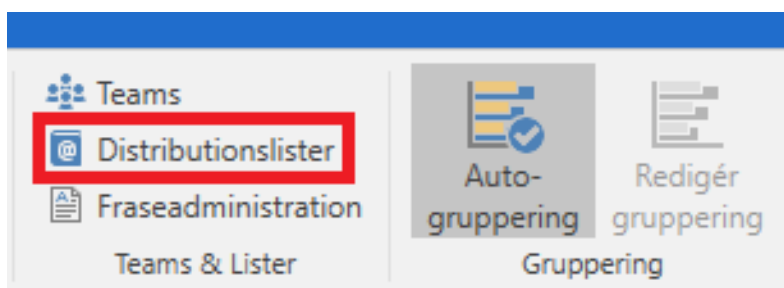 Teams
Distributionslister
Fraseadministration
Teams & Lister
Auto-
gruppering
Redigér
gruppering
Gruppering